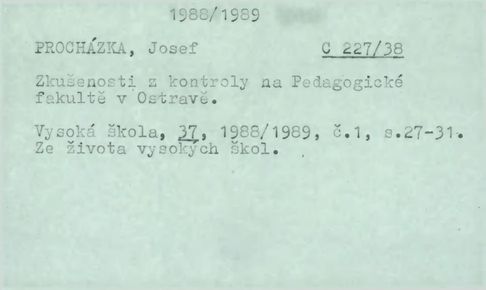 1988/1989
PROCHÁZKA, Josef C 227/38
Zkušenosti z kontroly na Pedagogické
fakultě v Ostravě.
Vysoká škola, 37, 1988/1989, č.1, s.27-31.
Ze života vysokých škol.